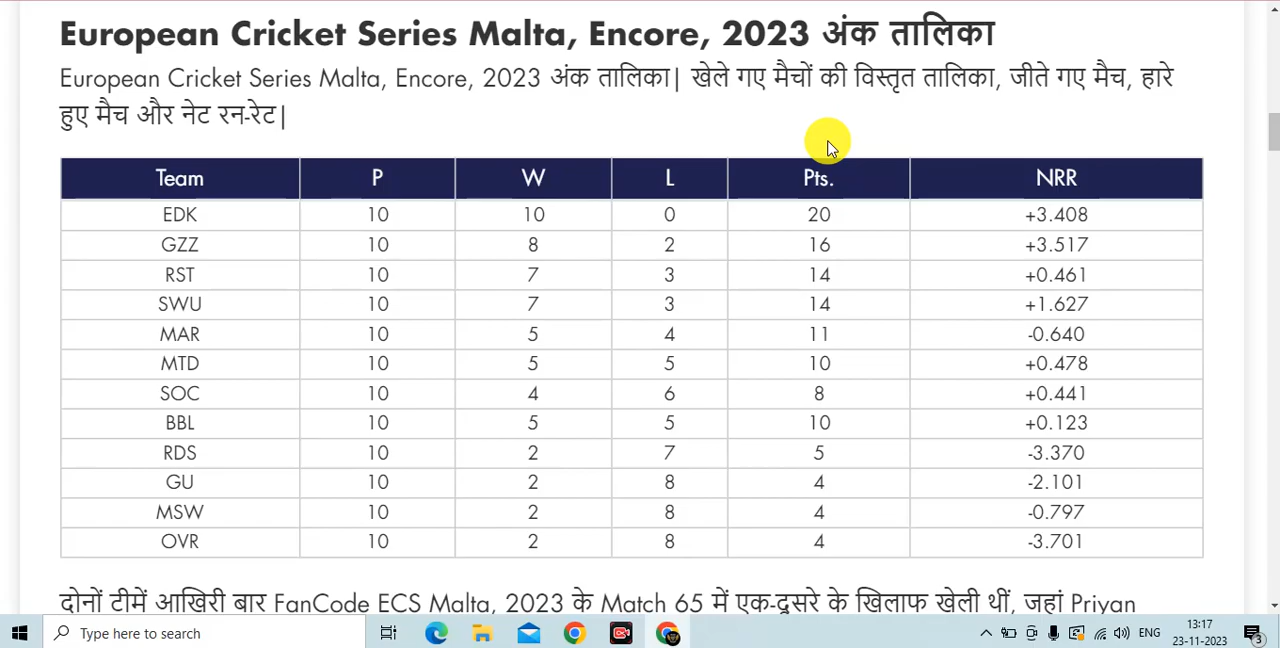 European Cricket Series Malta, Encore, 2023 अंक तालिका
European Cricket Series Malta, Encore, 2023 अंक तालिका| खेले गए मैचों की विस्तृत तालिका, जीते गए मैच, हारे
हुए मैच और नेट रन-रेट|
Team P W L Pts. NRR
EDK 10 10 0 20 +3.408
GZZ 10 8 2 16 +3.517
RST 10 7 3 14 +0.461
SWU 10 7 3 14 +1.627
MAR 10 5 4 11 -0.640
MTD 10 5 5 10 +0.478
SOC 10 4 6 8 +0.441
BBL 10 5 5 10 +0.123
RDS 10 2 7 5 -3.370
GU 10 2 8 4 -2.101
MSW 10 2 8 4 -0.797
OVR 10 2 8 4 -3.701
दोनों टीमें आखिरी बार FanCode ECS Malta, 2023 के Match 65 में एक-दूसरे के खिलाफ खेली थीं, जहां Priyan
Type here to search
ENG
13:17
23-11-2023
3